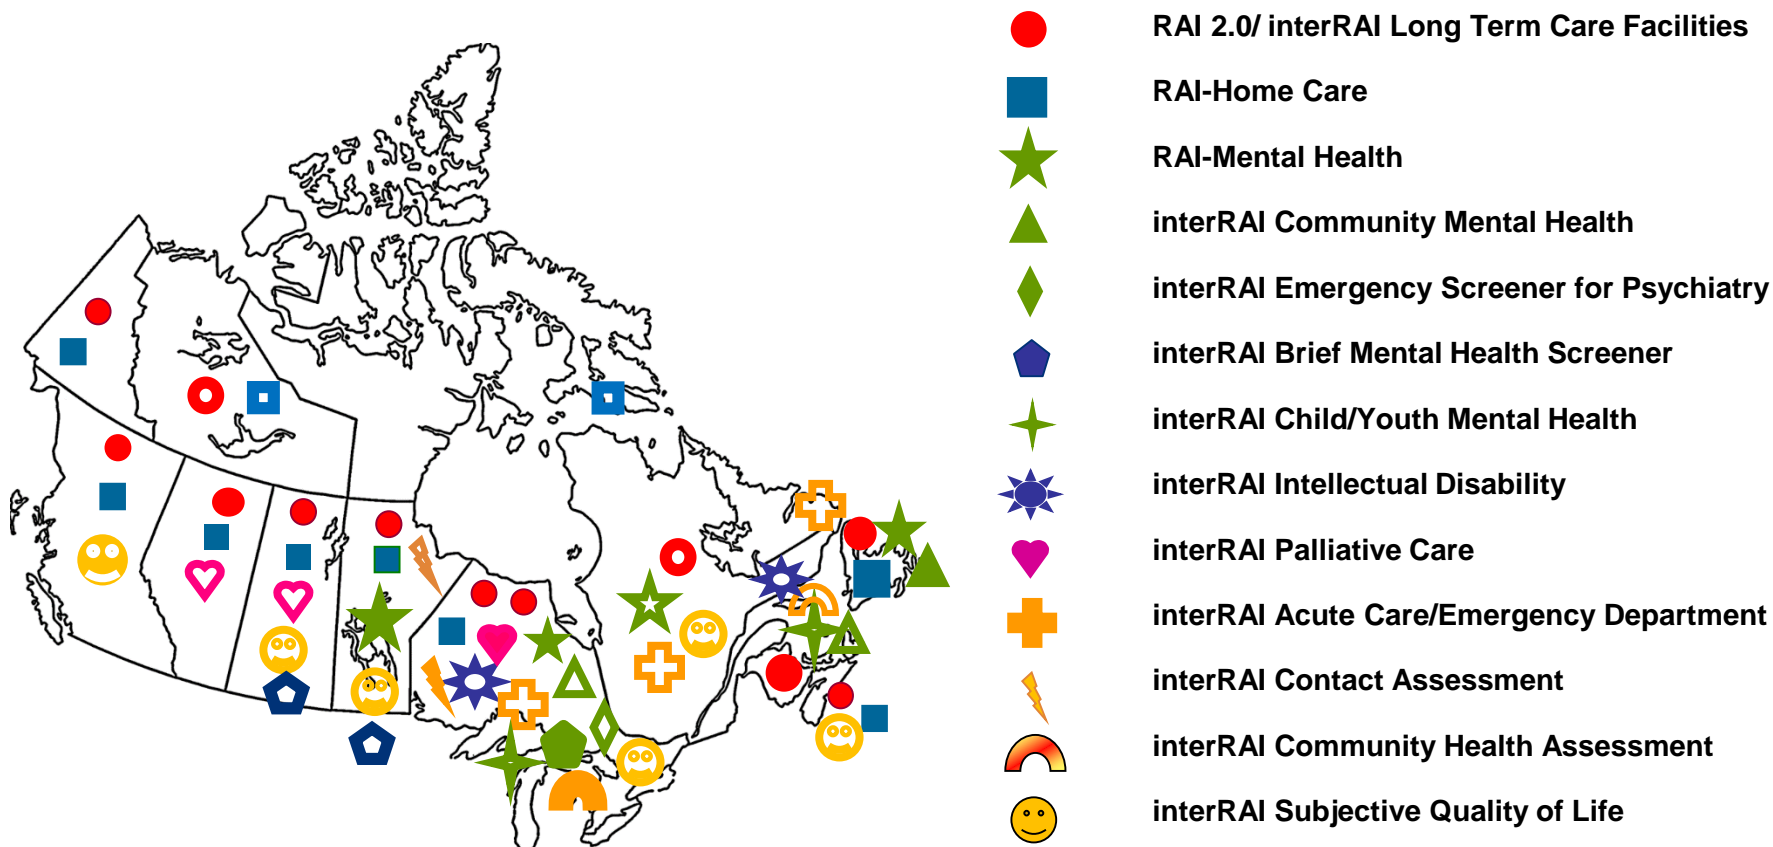 RAI 2.0/ interRAI Long Term Care Facilities
RAI-Home Care
RAI-Mental Health
interRAI Community Mental Health
interRAI Emergency Screener for Psychiatry
interRAI Brief Mental Health Screener
interRAI Child/Youth Mental Health
interRAI Intellectual Disability
interRAI Palliative Care
interRAI Acute Care/Emergency Department
interRAI Contact Assessment
interRAI Community Health Assessment
interRAI Subjective Quality of Life